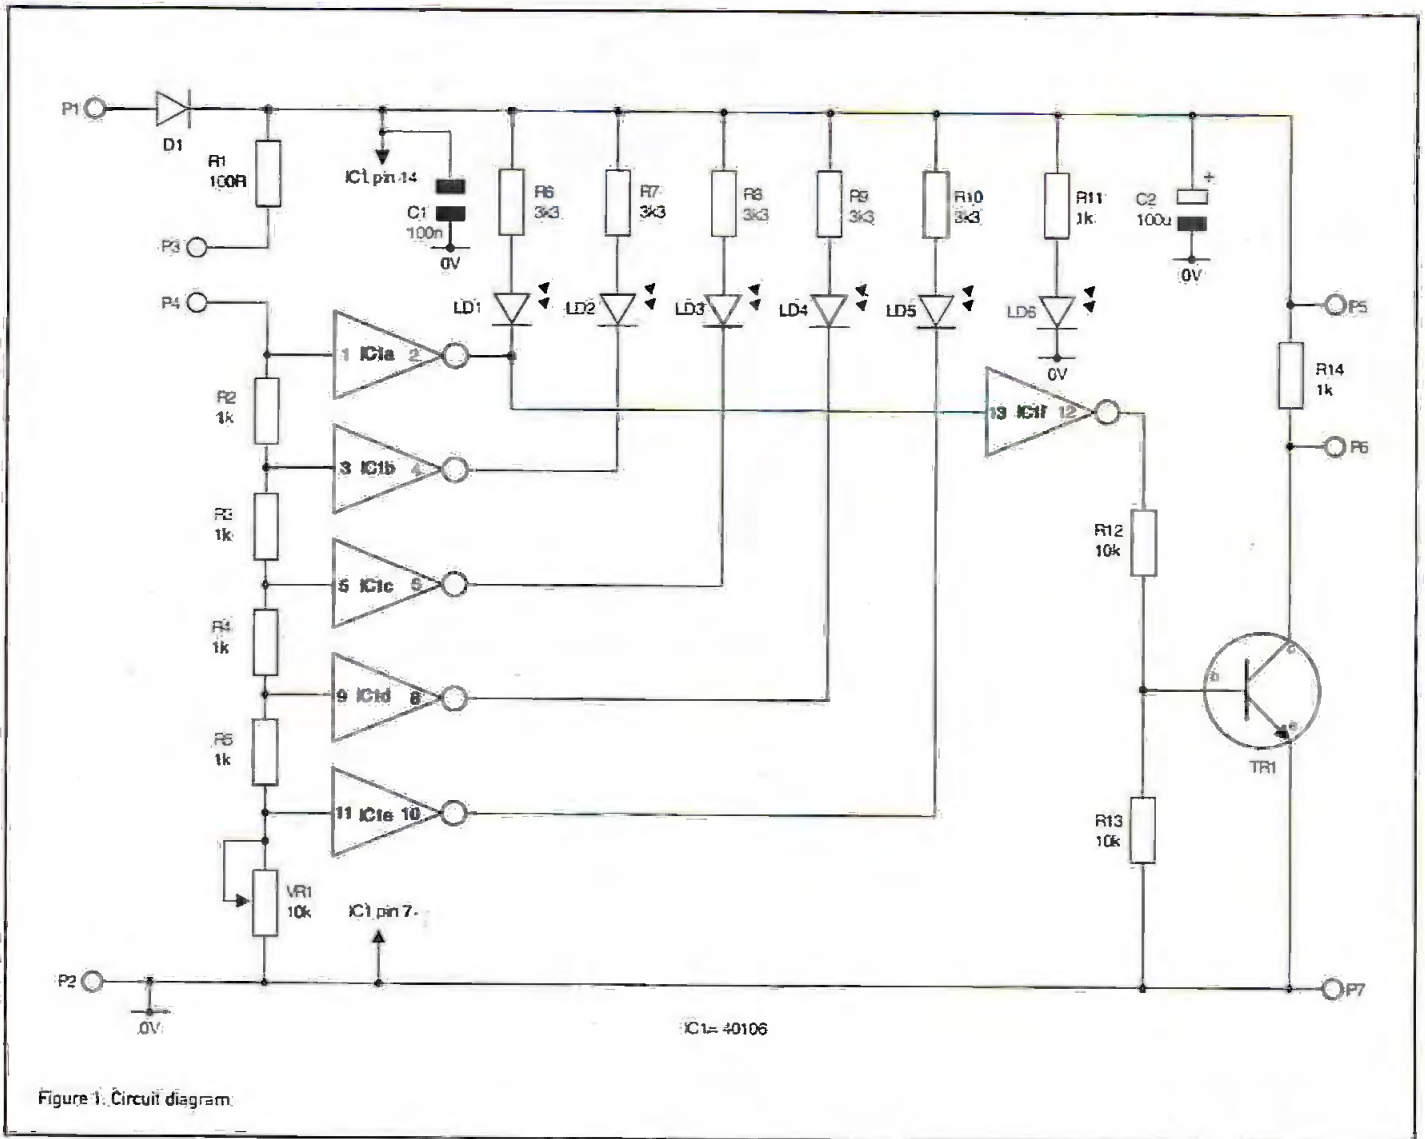 P1
D1
R1
100R
P3
P4
IC1 pin 14
C1
100n
0V
R6
3k3
R7
3k3
R8
3k3
R9
3k3
R10
3k3
R11
1k
C2
100u
+
0V
LD1
LD2
LD3
LD4
LD5
LD6
0V
P5
R14
1k
P6
1 IC1a 2
R2
1k
3 IC1b 4
R3
1k
5 IC1c 6
R4
1k
9 IC1d 8
R5
1k
11 IC1e 10
13 IC1f 12
R12
10k
b
c
e
TR1
R13
10k
VR1
10k
IC1 pin 7
P2
0V
P7
IC1= 40106
Figure 1. Circuit diagram.